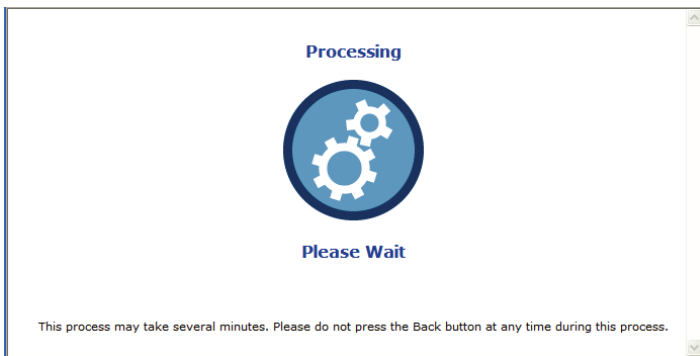 Processing
Please Wait
This process may take several minutes. Please do not press the Back button at any time during this process.